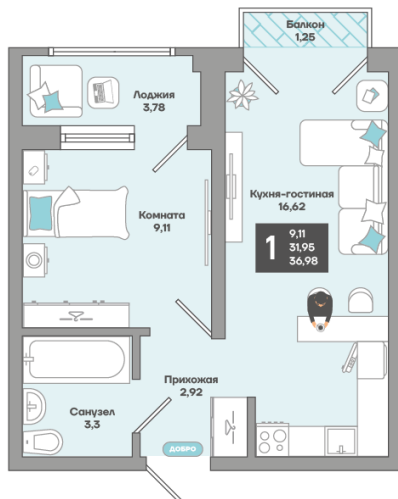 Балкон
1,25
Лоджия
3,78
Кухня-гостиная
16,62
Комната
9,11
1
9,11
31,95
36,98
Прихожая
2,92
Санузел
3,3
ДОБРО